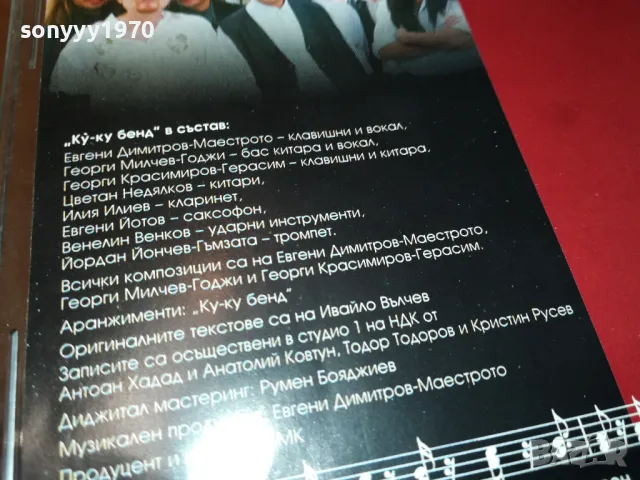 sonyyy1970
„Ку-ку бенд“ в състав:
Евгени Димитров-Маестрото – клавишни и вокал,
Георги Милчев-Годжи – бас китара и вокал,
Георги Красимиров-Герасим – клавишни и китара,
Цветан Недялков – китари,
Илия Илиев – кларинет,
Евгени Йотов – саксофон,
Венелин Венков – ударни инструменти,
Йордан Йончев-Гъмзата – тромпет.
Всички композиции са на Евгени Димитров-Маестрото,
Георги Милчев-Годжи и Георги Красимиров-Герасим.
Аранжименти: „Ку-ку бенд“
Оригиналните текстове са на Ивайло Вълчев
Записите са осъществени в студио 1 на НДК от
Антоан Хадад и Анатолий Ковтун, Тодор Тодоров и Кристин Русев
Диджитал мастеринг: Румен Бояджиев
Музикален Евгени Димитров-Маестрото
Продуцент и МК